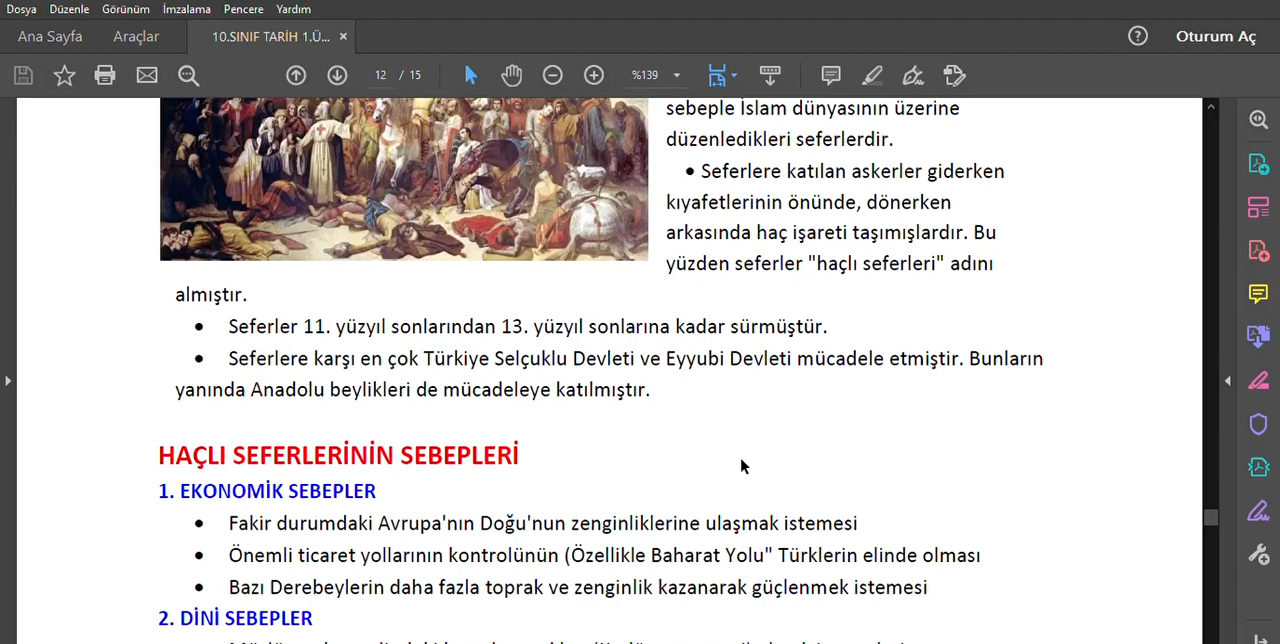 Dosya Düzenle Görünüm İmzalama Pencere Yardım
Ana Sayfa Araçlar 10.SINIF TARİH 1.Ü... × Oturum Aç
12 / 15 %139
sebeple İslam dünyasının üzerine
düzenledikleri seferlerdir.
• Seferlere katılan askerler giderken
kıyafetlerinin önünde, dönerken
arkasında haç işareti taşımışlardır. Bu
yüzden seferler "haçlı seferleri" adını
almıştır.
• Seferler 11. yüzyıl sonlarından 13. yüzyıl sonlarına kadar sürmüştür.
• Seferlere karşı en çok Türkiye Selçuklu Devleti ve Eyyubi Devleti mücadele etmiştir. Bunların
yanında Anadolu beylikleri de mücadeleye katılmıştır.
HAÇLI SEFERLERİNİN SEBEPLERİ
1. EKONOMİK SEBEPLER
• Fakir durumdaki Avrupa'nın Doğu'nun zenginliklerine ulaşmak istemesi
• Önemli ticaret yollarının kontrolünün (Özellikle Baharat Yolu" Türklerin elinde olması
• Bazı Derebeylerin daha fazla toprak ve zenginlik kazanarak güçlenmek istemesi
2. DİNİ SEBEPLER